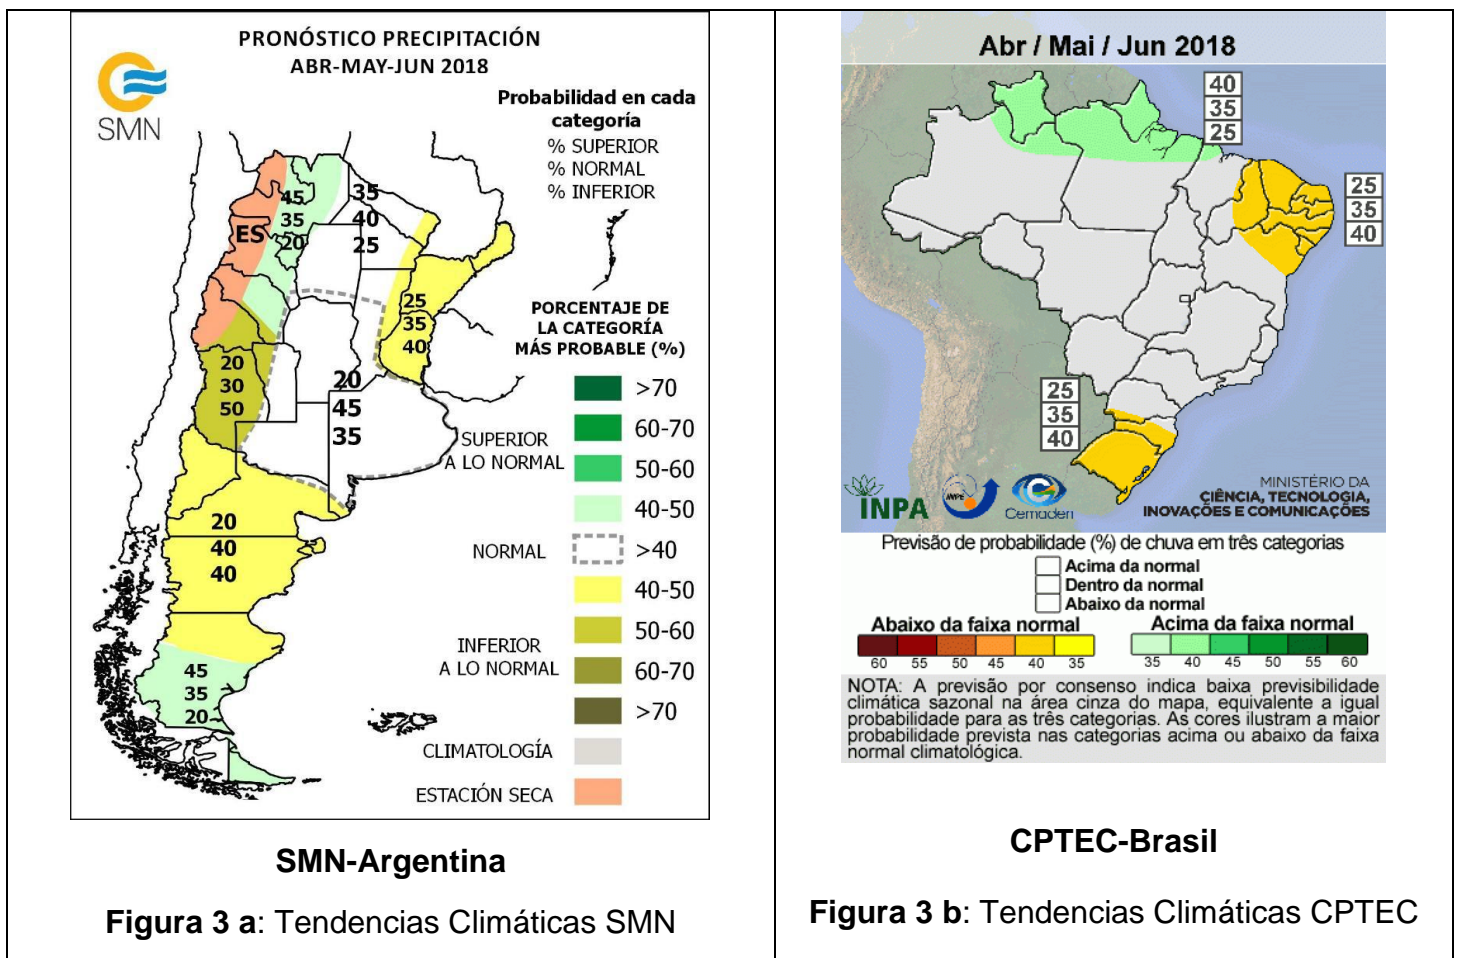 PRONÓSTICO PRECIPITACIÓN
ABR-MAY-JUN 2018
SMN
Probabilidad en cada
categoría
% SUPERIOR
% NORMAL
% INFERIOR
45
35
20
35
40
25
ES
25
35
40
20
30
50
20
45
35
20
40
40
45
35
20
PORCENTAJE DE
LA CATEGORÍA
MÁS PROBABLE (%)
>70
60-70
SUPERIOR
A LO NORMAL
50-60
40-50
NORMAL
>40
40-50
50-60
INFERIOR
A LO NORMAL
60-70
>70
CLIMATOLOGÍA
ESTACIÓN SECA
SMN-Argentina
Figura 3 a: Tendencias Climáticas SMN
Abr / Mai / Jun 2018
40
35
25
25
35
40
25
35
40
INPA
INPE
Cemaden
MINISTÉRIO DA
CIÊNCIA, TECNOLOGIA,
INOVAÇÕES E COMUNICAÇÕES
Previsão de probabilidade (%) de chuva em três categorias
Acima da normal
Dentro da normal
Abaixo da normal
Abaixo da faixa normal
60 55 50 45 40 35
Acima da faixa normal
35 40 45 50 55 60
NOTA: A previsão por consenso indica baixa previsibilidade
climática sazonal na área cinza do mapa, equivalente a igual
probabilidade para as três categorias. As cores ilustram a maior
probabilidade prevista nas categorias acima ou abaixo da faixa
normal climatológica.
CPTEC-Brasil
Figura 3 b: Tendencias Climáticas CPTEC